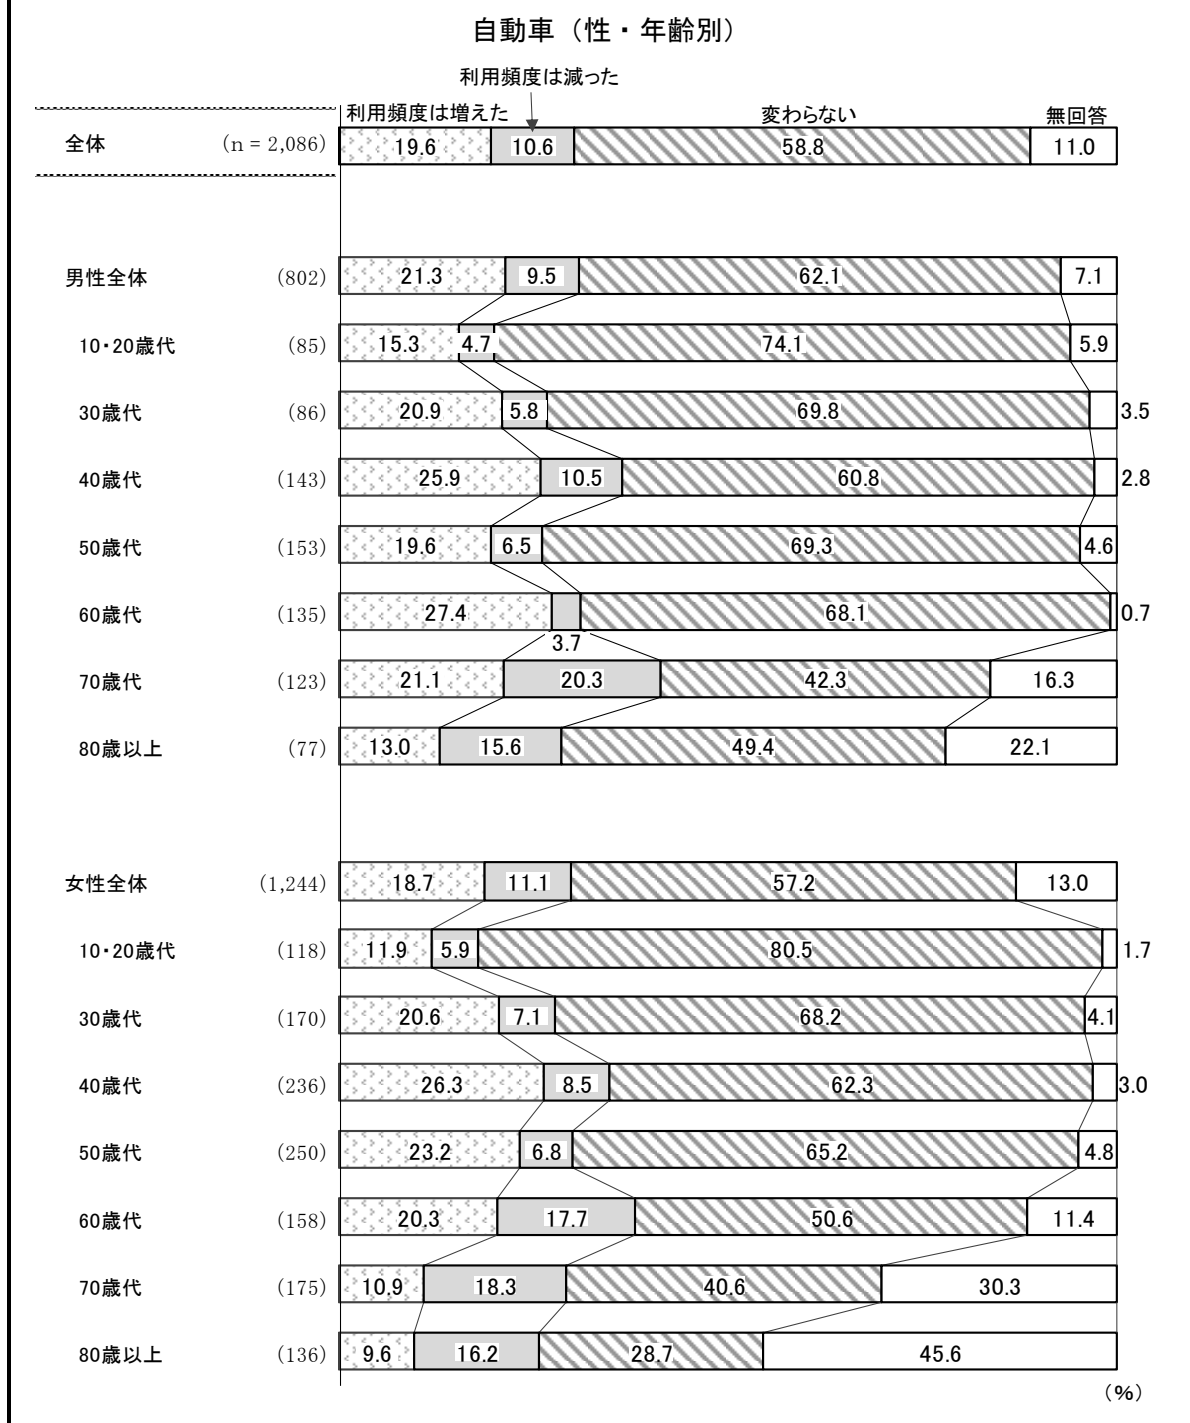 自動車（性・年齢別）
利用頻度は減った
利用頻度は増えた 変わらない 無回答
全体 (n = 2,086) 19.6 10.6 58.8 11.0
男性全体 (802) 21.3 9.5 62.1 7.1
10・20歳代 (85) 15.3 4.7 74.1 5.9
30歳代 (86) 20.9 5.8 69.8 3.5
40歳代 (143) 25.9 10.5 60.8 2.8
50歳代 (153) 19.6 6.5 69.3 4.6
60歳代 (135) 27.4 68.1 0.7
3.7
70歳代 (123) 21.1 20.3 42.3 16.3
80歳以上 (77) 13.0 15.6 49.4 22.1
女性全体 (1,244) 18.7 11.1 57.2 13.0
10・20歳代 (118) 11.9 5.9 80.5 1.7
30歳代 (170) 20.6 7.1 68.2 4.1
40歳代 (236) 26.3 8.5 62.3 3.0
50歳代 (250) 23.2 6.8 65.2 4.8
60歳代 (158) 20.3 17.7 50.6 11.4
70歳代 (175) 10.9 18.3 40.6 30.3
80歳以上 (136) 9.6 16.2 28.7 45.6
(%)